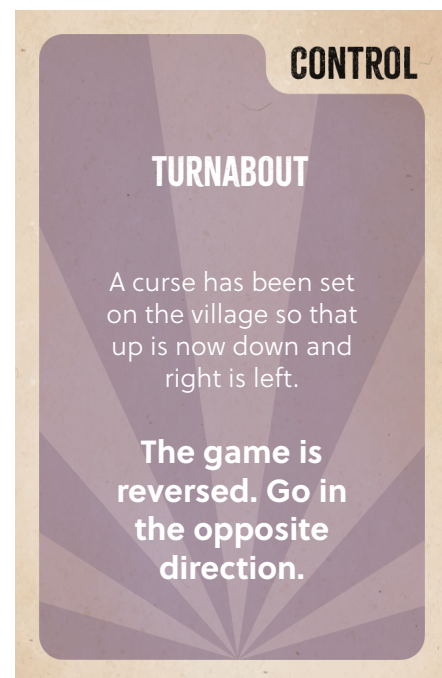 CONTROL
TURNABOUT
A curse has been set
on the village so that
up is now down and
right is left.
The game is
reversed. Go in
the opposite
direction.